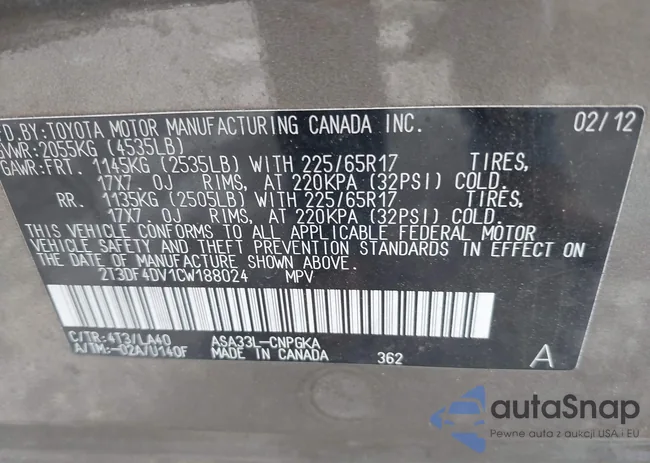 FD.BY:TOYOTA MOTOR MANUFACTURING CANADA INC. 02/12
GVWR:2055KG (4535LB)
GAWR:FRT. 1145KG (2535LB) WITH 225/65R17 TIRES,
17X7. OJ RIMS, AT 220KPA (32PSI) COLD.
RR. 1135KG (2505LB) WITH 225/65R17 TIRES,
17X7. OJ RIMS, AT 220KPA (32PSI) COLD.
THIS VEHICLE CONFORMS TO ALL APPLICABLE FEDERAL MOTOR
VEHICLE SAFETY AND THEFT PREVENTION STANDARDS IN EFFECT ON
THE DATE OF MANUFACTURE SHOWN ABOVE.
2T3DF4DV1CW188024 MPV
C/TR:4T3/LA40 ASA33L-CNPGKA
A/TM:-02A/U140F MADE IN CANADA 362 A
autaSnap
Pewne auta z aukcji USA i EU